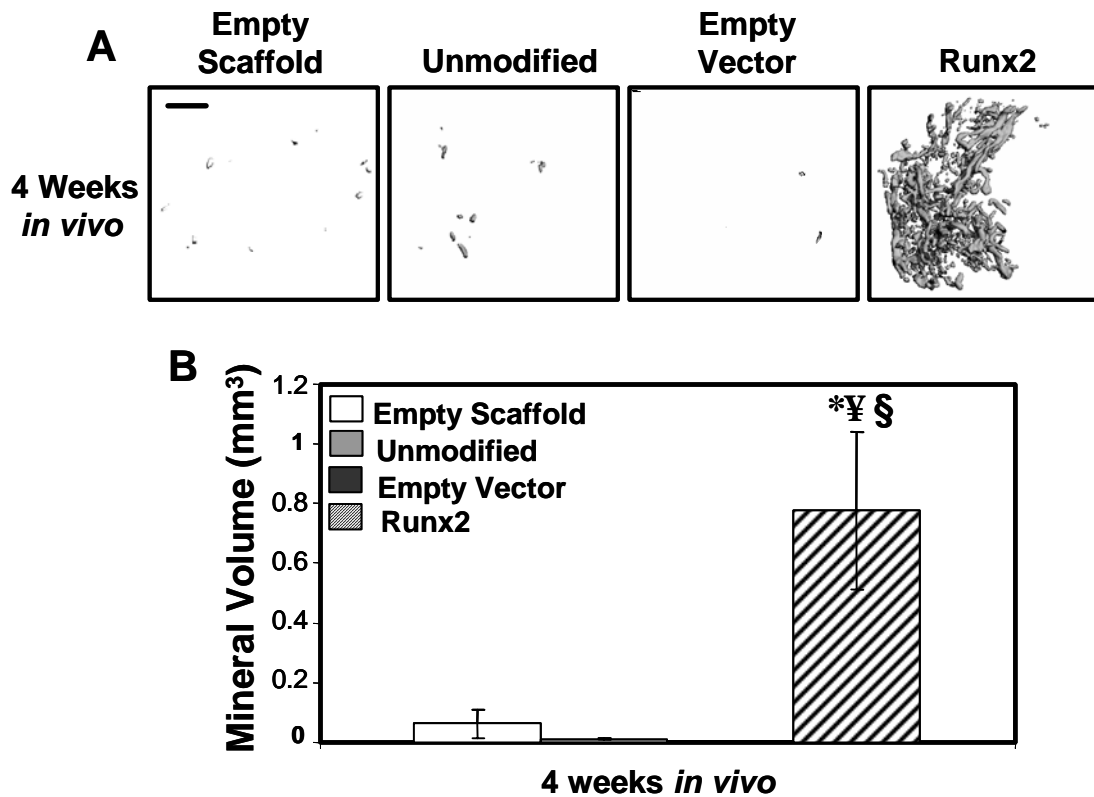 A
Empty
Scaffold
Unmodified
Empty
Vector
Runx2
4 Weeks
in vivo
B
Mineral Volume (mm³)
1.2
1
0.8
0.6
0.4
0.2
0
Empty Scaffold
Unmodified
Empty Vector
Runx2
*¥ §
4 weeks in vivo